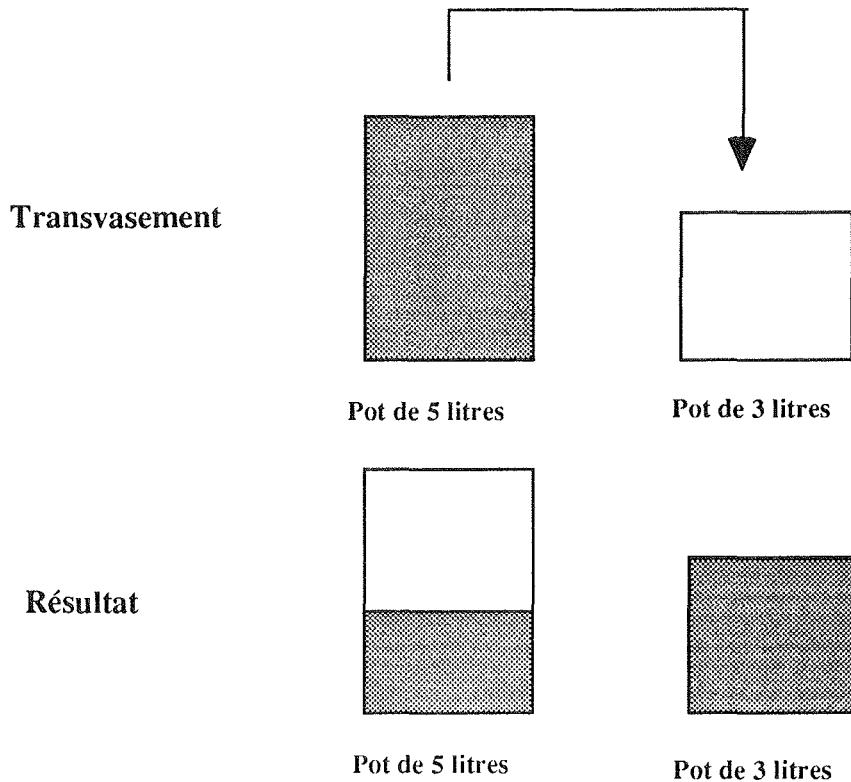 Transvasement
Pot de 5 litres
Pot de 3 litres
Résultat
Pot de 5 litres
Pot de 3 litres